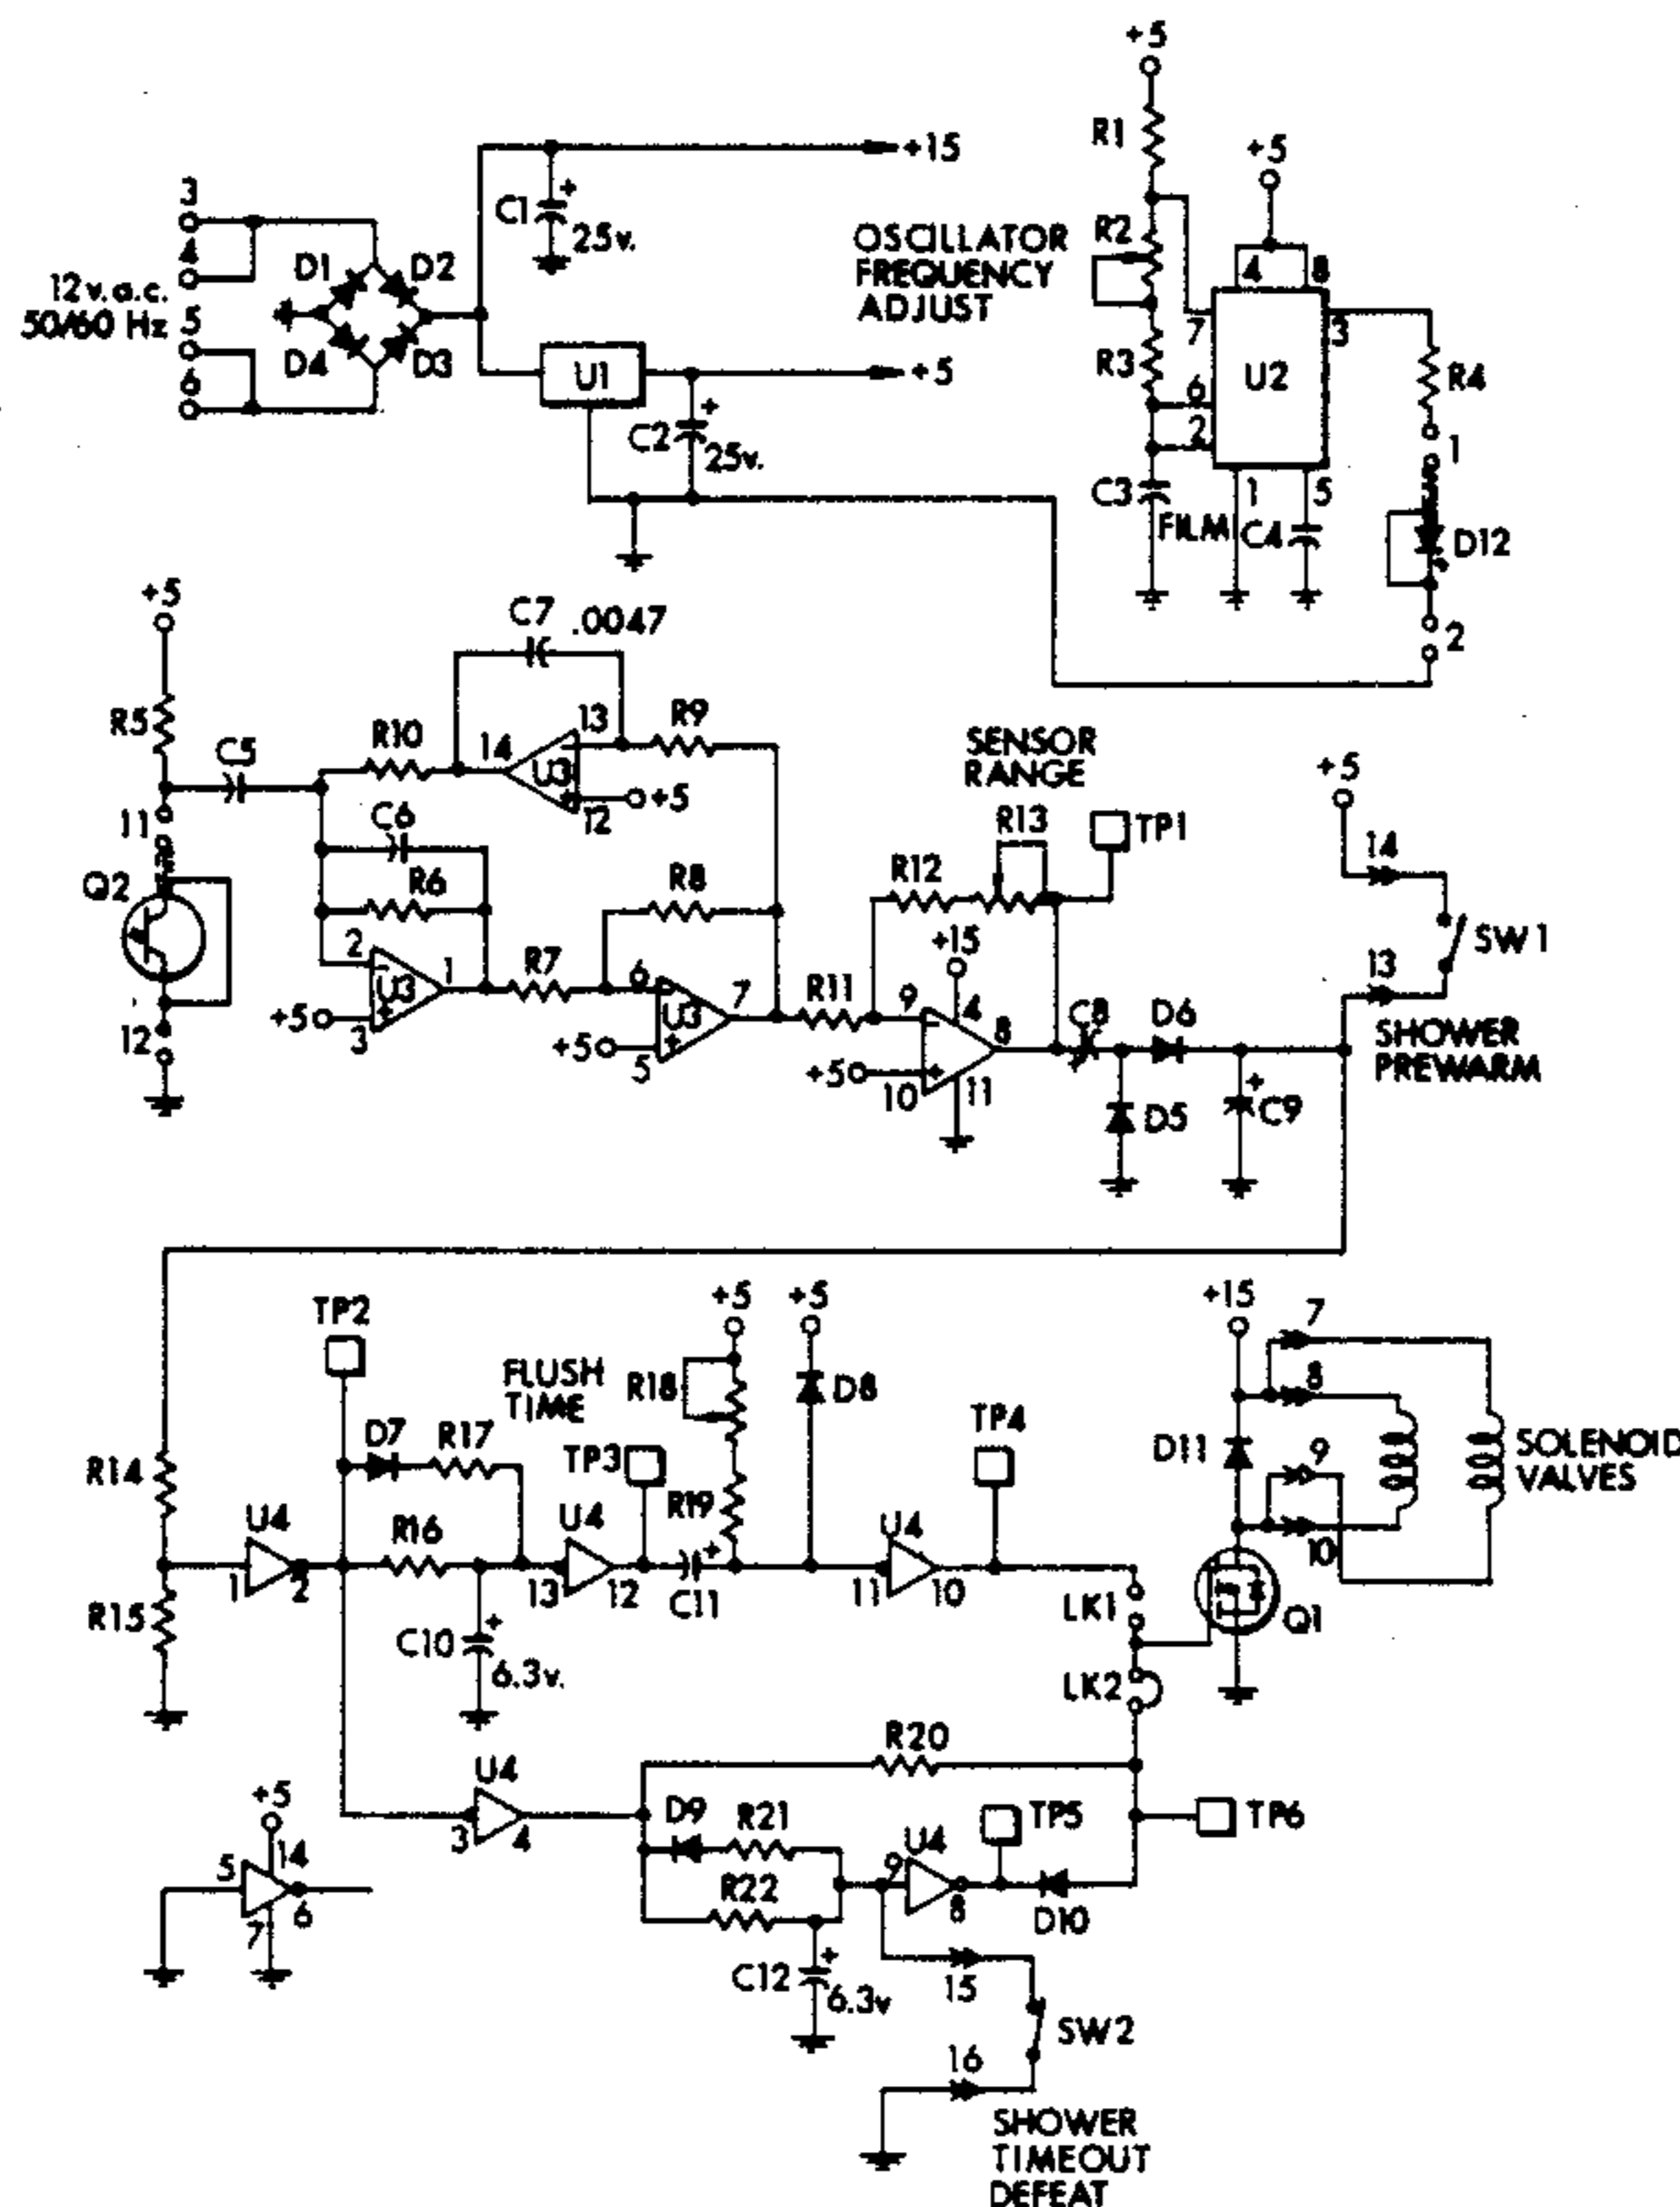 +5
+15
R1
+5
3
C1
+
25v.
R2
4
D1
D2
OSCILLATOR
FREQUENCY
ADJUST
4
8
12v.a.c.
50/60 Hz
5
7
3
D4
D3
U1
+5
R3
U2
R4
6
6
2
C2
+
25v.
1
C3
FILM
1
C4
5
D12
+5
C7
.0047
2
R5
C5
R10
14
13
R9
SENSOR
RANGE
U3
+5
12
+5
11
C6
R13
TP1
14
Q2
R6
R8
R12
SW1
2
1
+15
13
U3
R7
6
7
R11
9
4
+5
3
U3
8
C8
D6
SHOWER
PREWARM
12
+5
5
+5
10
11
D5
+
C9
TP2
+5
+5
+15
7
FLUSH
TIME
R18
D8
8
D7
R17
TP3
TP4
D11
9
SOLENOID
VALVES
R14
R19
U4
R16
U4
U4
10
1
2
13
12
C11
+
11
10
LK1
Q1
R15
C10
+
6.3v.
LK2
R20
U4
+5
3
4
D9
R21
TP5
TP6
14
5
U4
9
R22
8
D10
7
6
C12
+
6.3v
15
SW2
16
SHOWER
TIMEOUT
DEFEAT